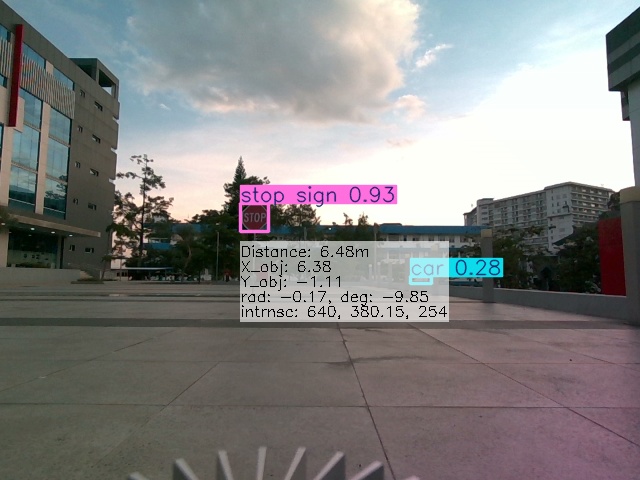 stop sign 0.93
STOP
Distance: 6.48m
X_obj: 6.38
car 0.28
Y_obj: −1.11
rad: −0.17, deg: −9.85
intrnsc: 640, 380.15, 254